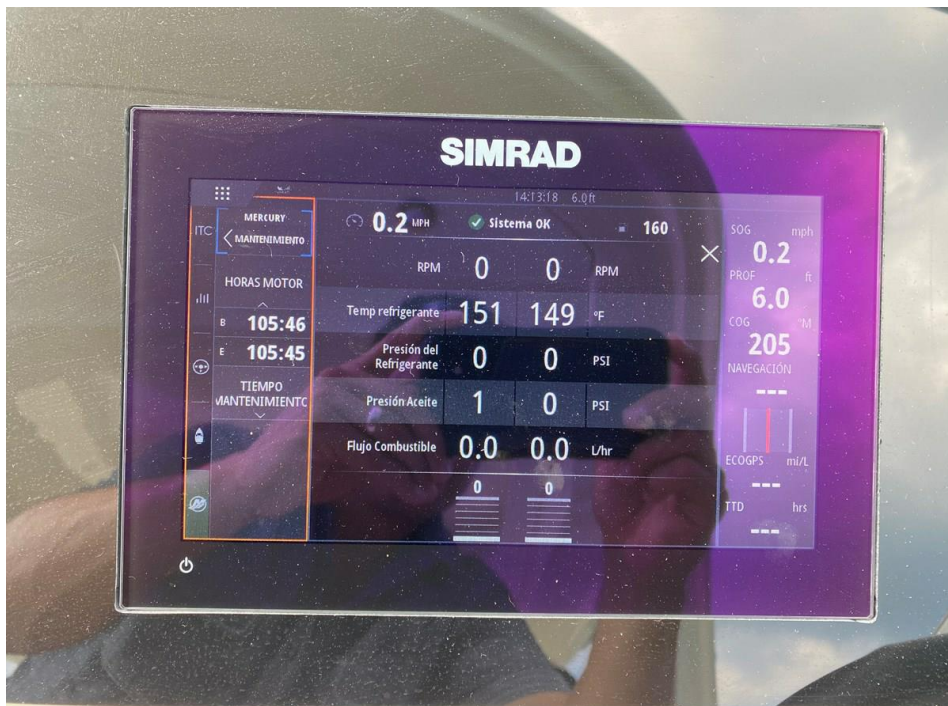 SIMRAD
14:13:18 6.0 ft
ITC
MERCURY
MANTENIMIENTO
HORAS MOTOR
B 105:46
E 105:45
TIEMPO
MANTENIMIENTO
0.2 MPH
Sistema OK
160
RPM 0 0 RPM
Temp refrigerante 151 149 °F
Presión del
Refrigerante 0 0 PSI
Presión Aceite 1 0 PSI
Flujo Combustible 0.0 0.0 L/hr
0 0
SOG mph
0.2
PROF ft
6.0
COG °M
205
NAVEGACIÓN
---
ECOGPS mi/L
---
TTD hrs
---